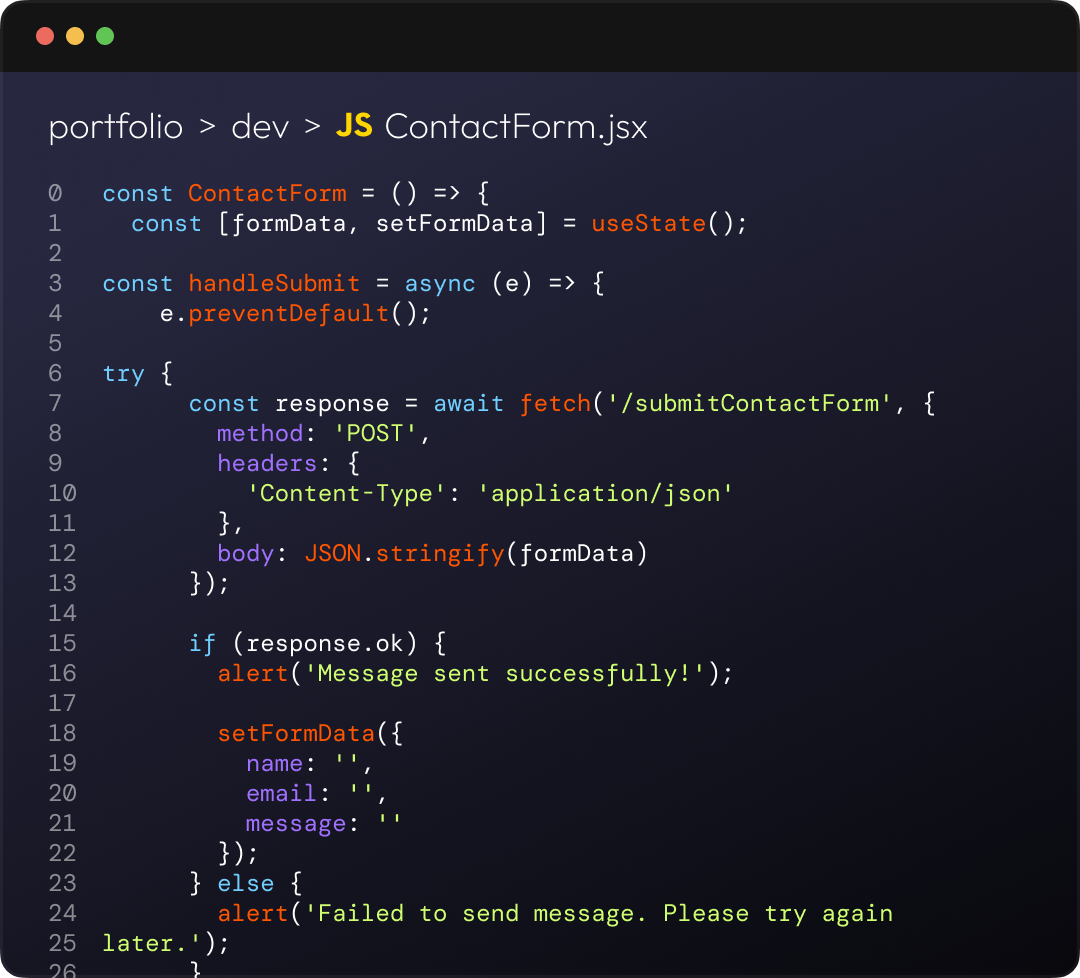 portfolio > dev > JS ContactForm.jsx
0 const ContactForm = () => {
1   const [formData, setFormData] = useState();
2
3 const handleSubmit = async (e) => {
4     e.preventDefault();
5
6 try {
7       const response = await fetch('/submitContactForm', {
8         method: 'POST',
9         headers: {
10           'Content-Type': 'application/json'
11         },
12         body: JSON.stringify(formData)
13       });
14
15       if (response.ok) {
16         alert('Message sent successfully!');
17
18         setFormData({
19           name: '',
20           email: '',
21           message: ''
22         });
23       } else {
24         alert('Failed to send message. Please try again
25 later.');
26       }